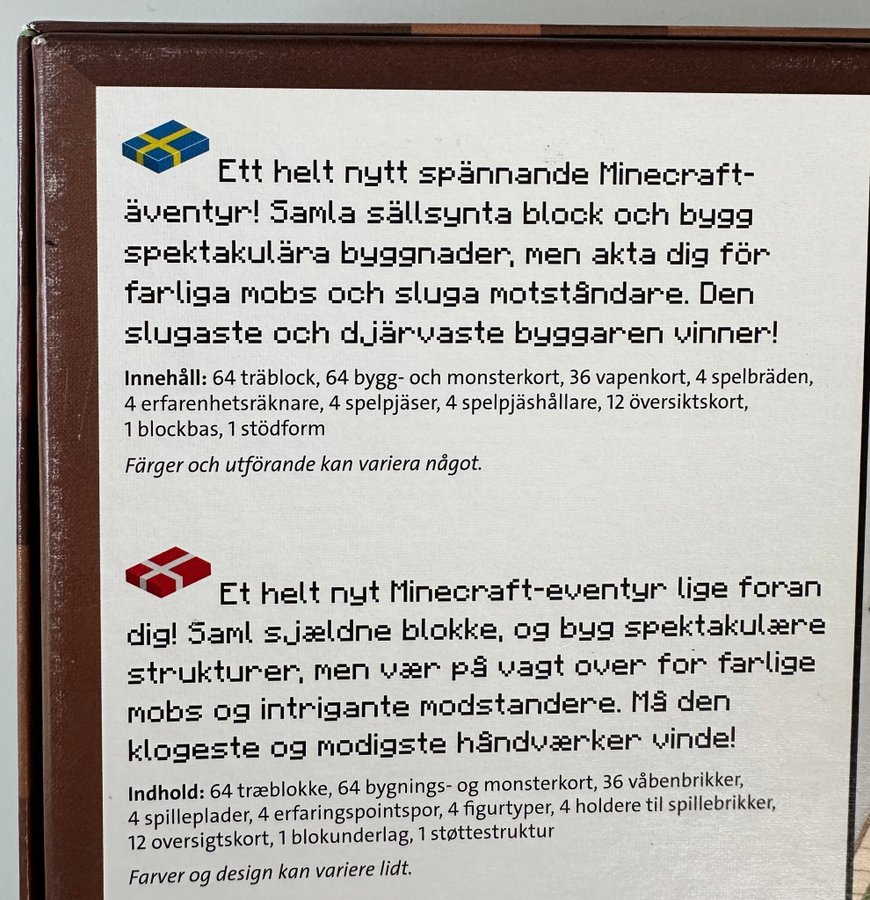 Ett helt nytt spännande Minecraft-
äventyr! Samla sällsynta block och bygg
spektakulära byggnader, men akta dig för
farliga mobs och sluga motståndare. Den
slugaste och djärvaste byggaren vinner!
Innehåll: 64 träblock, 64 bygg- och monsterkort, 36 vapenkort, 4 spelbräden,
4 erfarenhetsräknare, 4 spelpjäser, 4 spelpjäshållare, 12 översiktskort,
1 blockbas, 1 stödform
Färger och utförande kan variera något.
Et helt nyt Minecraft-eventyr lige foran
dig! Saml sjældne blokke, og byg spektakulære
strukturer, men vær på vagt over for farlige
mobs og intrigante modstandere. Må den
klogeste og modigste håndværker vinde!
Indhold: 64 træblokke, 64 bygnings- og monsterkort, 36 våbenbrikker,
4 spilleplader, 4 erfaringspointspor, 4 figurtyper, 4 holdere til spillebrikker,
12 oversigtskort, 1 blokunderlag, 1 støttestruktur
Farver og design kan variere lidt.